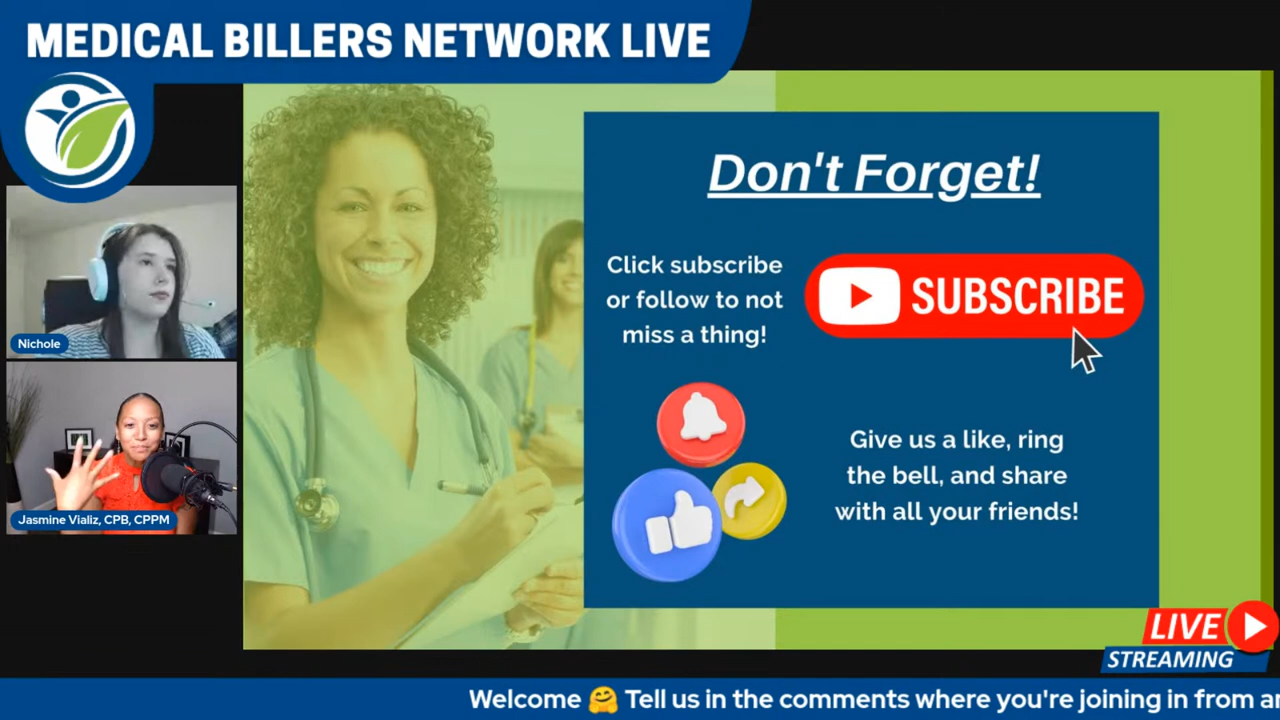 MEDICAL BILLERS NETWORK LIVE
Don't Forget!
Click subscribe
or follow to not
miss a thing!
SUBSCRIBE
Give us a like, ring
the bell, and share
with all your friends!
Nichole
Jasmine Vializ, CPB, CPPM
LIVE
STREAMING
Welcome 🤗 Tell us in the comments where you're joining in from